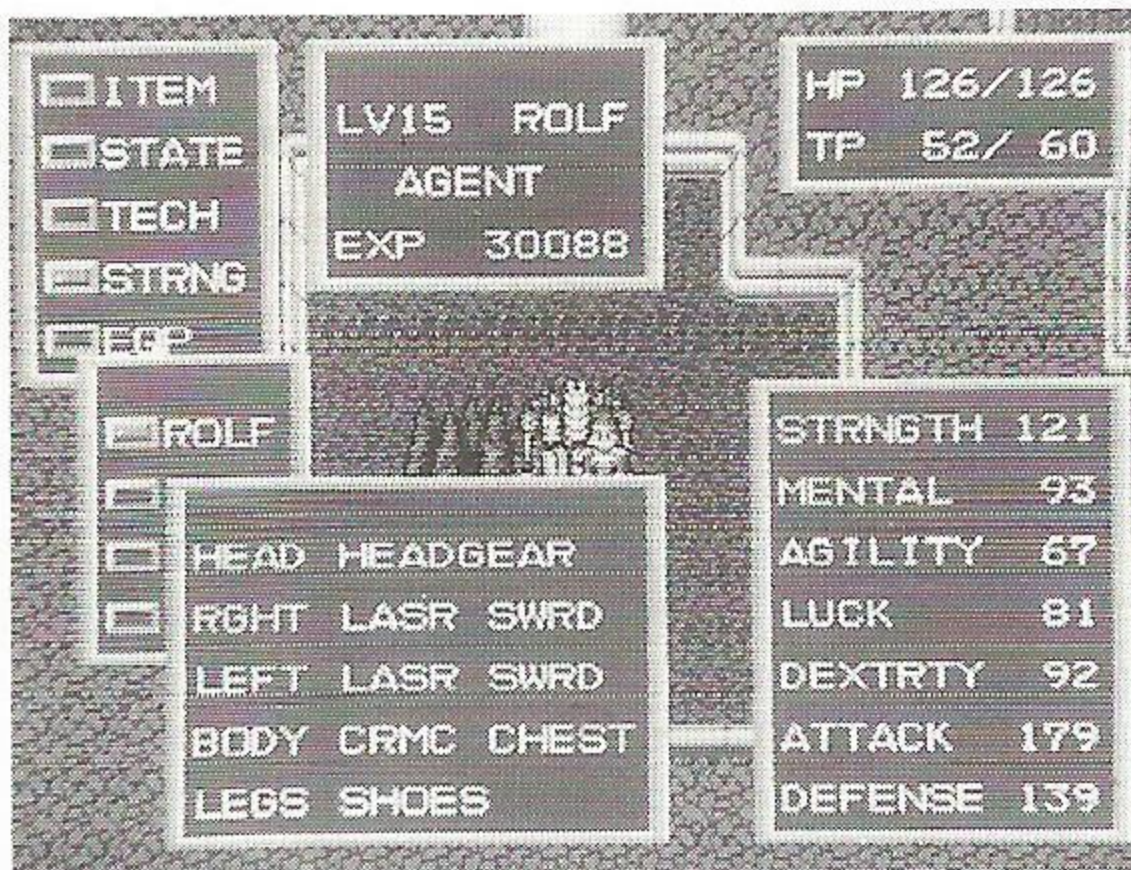 ITEM
STATE
TECH
STRNG
EQP
LV15 ROLF
AGENT
EXP 30088
HP 126/126
TP 52/ 60
ROLF
HEAD HEADGEAR
RGHT LASR SWRD
LEFT LASR SWRD
BODY CRMC CHEST
LEGS SHOES
STRNGTH 121
MENTAL 93
AGILITY 67
LUCK 81
DEXTRTY 92
ATTACK 179
DEFENSE 139